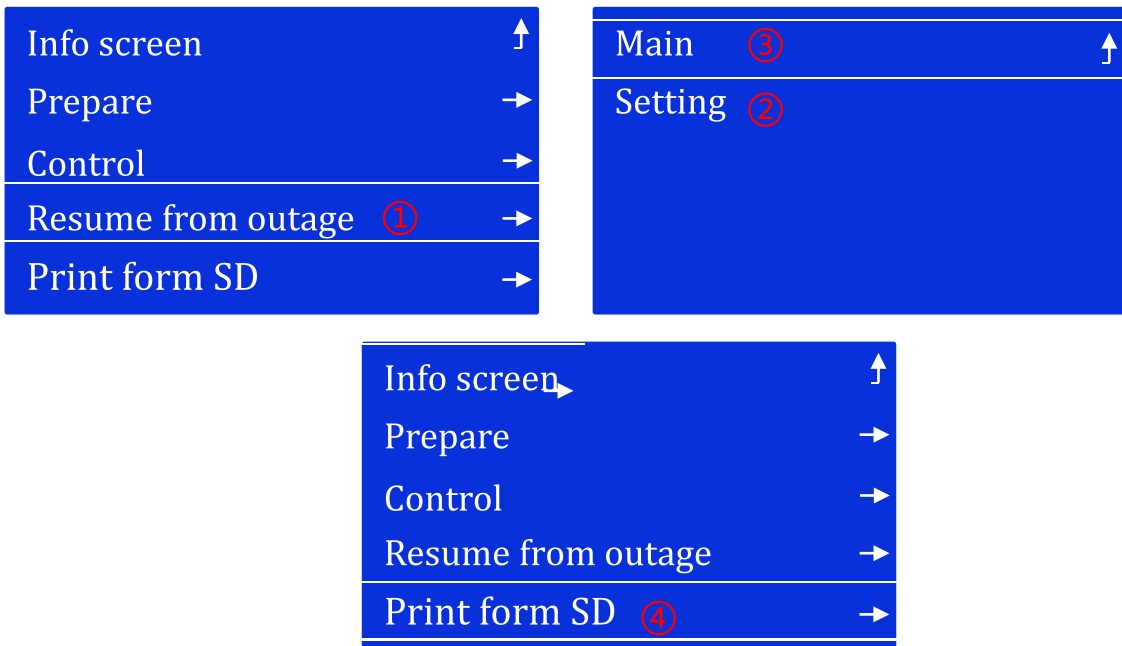 Info screen
Prepare
Control
Resume from outage ①
Print form SD
Main ③
Setting ②
Info screen
Prepare
Control
Resume from outage
Print form SD ④